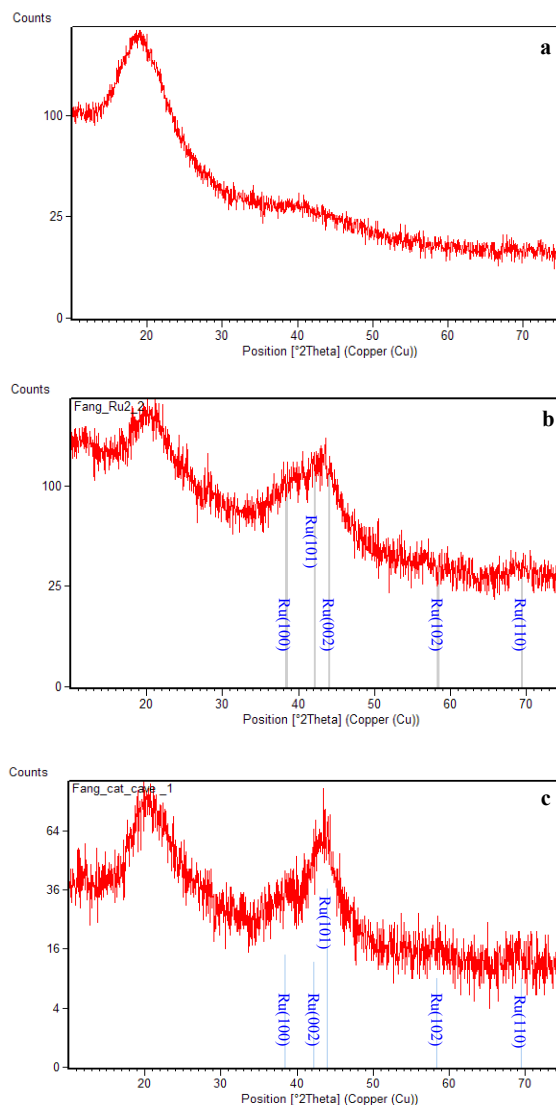 Counts
a
100
25
0
20 30 40 50 60 70
Position [°2Theta] (Copper (Cu))
Counts
Fang_Ru2_2
b
100
25
0
Ru(100)
Ru(101)
Ru(002)
Ru(102)
Ru(110)
20 30 40 50 60 70
Position [°2Theta] (Copper (Cu))
Counts
Fang_cat_cave _1
c
64
36
16
4
0
Ru(100)
Ru(002)
Ru(101)
Ru(102)
Ru(110)
20 30 40 50 60 70
Position [°2Theta] (Copper (Cu))